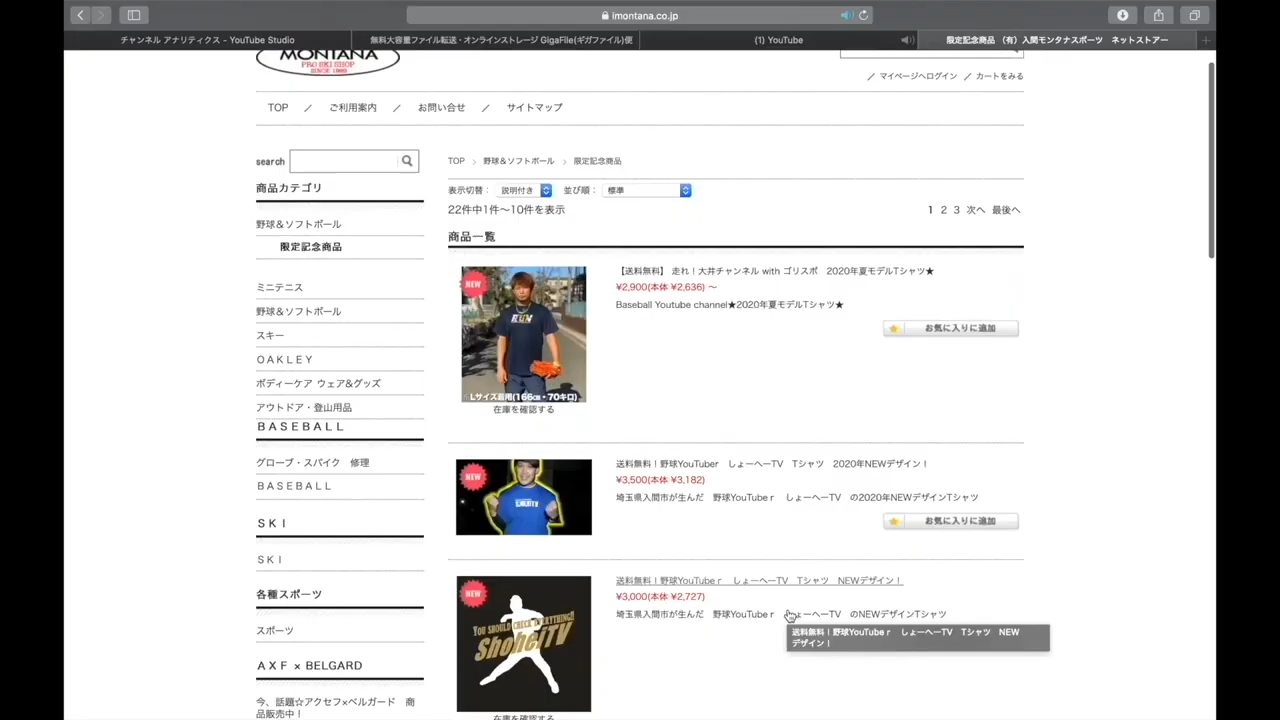 imontana.co.jp
チャンネル アナリティクス - YouTube Studio
無料大容量ファイル転送・オンラインストレージ GigaFile(ギガファイル)便
(1) YouTube
限定記念商品 （有）入間モンタナスポーツ　ネットストアー
MONTANA
PRO SKI SHOP
SINCE 1989
／ マイページへログイン ／ カートをみる
TOP ／ ご利用案内 ／ お問い合せ ／ サイトマップ
search
商品カテゴリ
野球＆ソフトボール
限定記念商品
ミニテニス
野球＆ソフトボール
スキー
ＯＡＫＬＥＹ
ボディーケア ウェア&グッズ
アウトドア・登山用品
ＢＡＳＥＢＡＬＬ
グローブ・スパイク　修理
ＢＡＳＥＢＡＬＬ
ＳＫＩ
ＳＫＩ
各種スポーツ
スポーツ
ＡＸＦ × BELGARD
今、話題☆アクセフ×ベルガード　商
品販売中！
TOP > 野球＆ソフトボール > 限定記念商品
表示切替： 説明付き 並び順： 標準
22件中1件～10件を表示
1 2 3 次へ 最後へ
商品一覧
NEW
RUN
Lサイズ着用(166㎝・70キロ)
在庫を確認する
【送料無料】 走れ！大井チャンネル with ゴリスポ　2020年夏モデルTシャツ★
¥2,900(本体 ¥2,636) ～
Baseball Youtube channel★2020年夏モデルTシャツ★
お気に入りに追加
NEW
SHOHEITV
送料無料！野球YouTuber　しょーへーTV　Tシャツ　2020年NEWデザイン！
¥3,500(本体 ¥3,182)
埼玉県入間市が生んだ　野球YouTubeｒ　しょーへーTV　の2020年NEWデザインTシャツ
お気に入りに追加
NEW
YOU SHOULD CHECK EVERYTHING!!
ShoheiTV
在庫を確認する
送料無料！野球YouTubeｒ　しょーへーTV　Tシャツ　NEWデザイン！
¥3,000(本体 ¥2,727)
埼玉県入間市が生んだ　野球YouTubeｒ　しょーへーTV　のNEWデザインTシャツ
送料無料！野球YouTubeｒ　しょーへーTV　Tシャツ　NEW
デザイン！